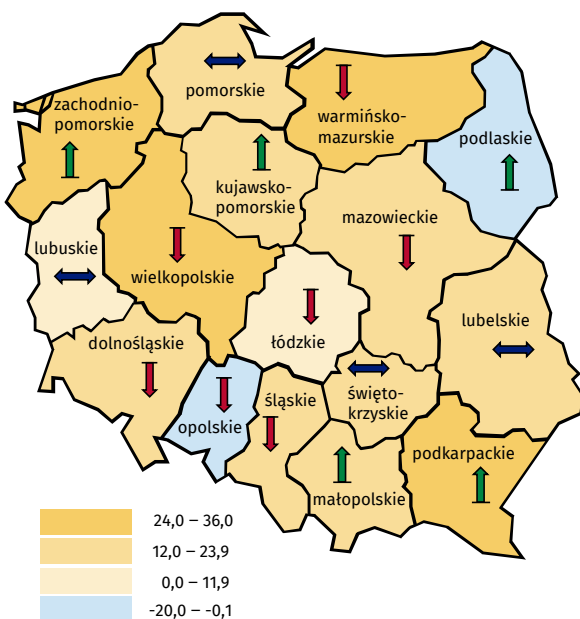 pomorskie
zachodnio-
pomorskie
warmińsko-
mazurskie
podlaskie
kujawsko-
pomorskie
mazowieckie
lubuskie
wielkopolskie
lubelskie
dolnośląskie
łódzkie
śląskie
święto-
krzyskie
opolskie
podkarpackie
małopolskie
24,0 – 36,0
12,0 – 23,9
0,0 – 11,9
-20,0 – -0,1